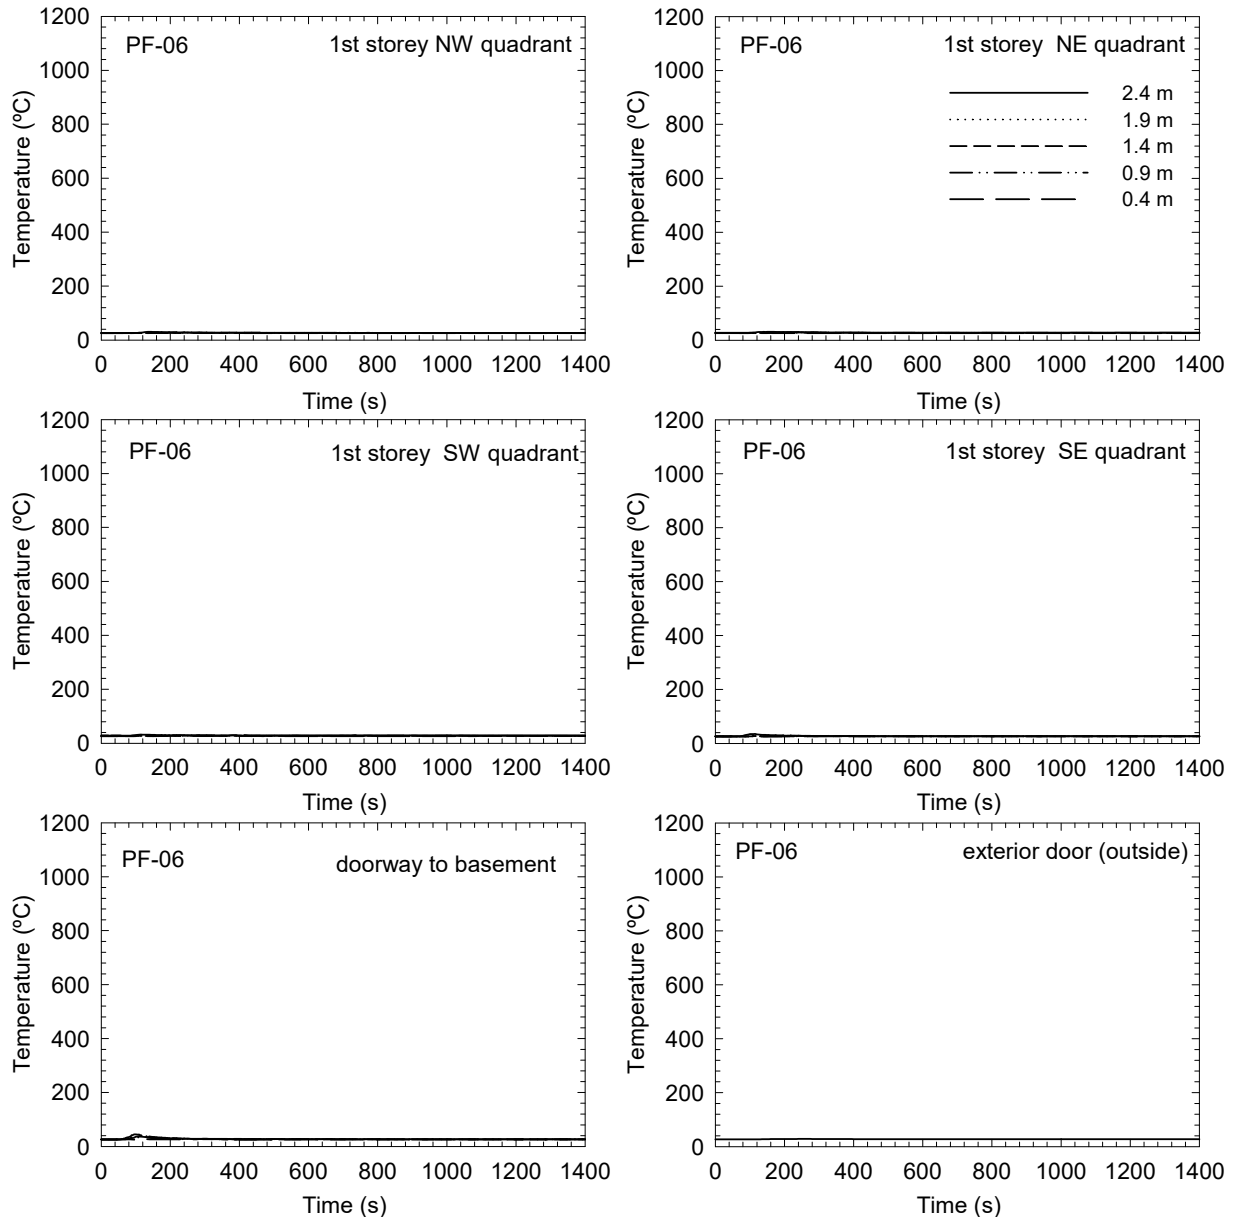 PF-06 1st storey NW quadrant
1200
1000
800
600
400
200
0
Temperature (ºC)
0 200 400 600 800 1000 1200 1400
Time (s)
PF-06 1st storey NE quadrant
2.4 m
1.9 m
1.4 m
0.9 m
0.4 m
1200
1000
800
600
400
200
0
Temperature (ºC)
0 200 400 600 800 1000 1200 1400
Time (s)
PF-06 1st storey SW quadrant
1200
1000
800
600
400
200
0
Temperature (ºC)
0 200 400 600 800 1000 1200 1400
Time (s)
PF-06 1st storey SE quadrant
1200
1000
800
600
400
200
0
Temperature (ºC)
0 200 400 600 800 1000 1200 1400
Time (s)
PF-06 doorway to basement
1200
1000
800
600
400
200
0
Temperature (ºC)
0 200 400 600 800 1000 1200 1400
Time (s)
PF-06 exterior door (outside)
1200
1000
800
600
400
200
0
Temperature (ºC)
0 200 400 600 800 1000 1200 1400
Time (s)